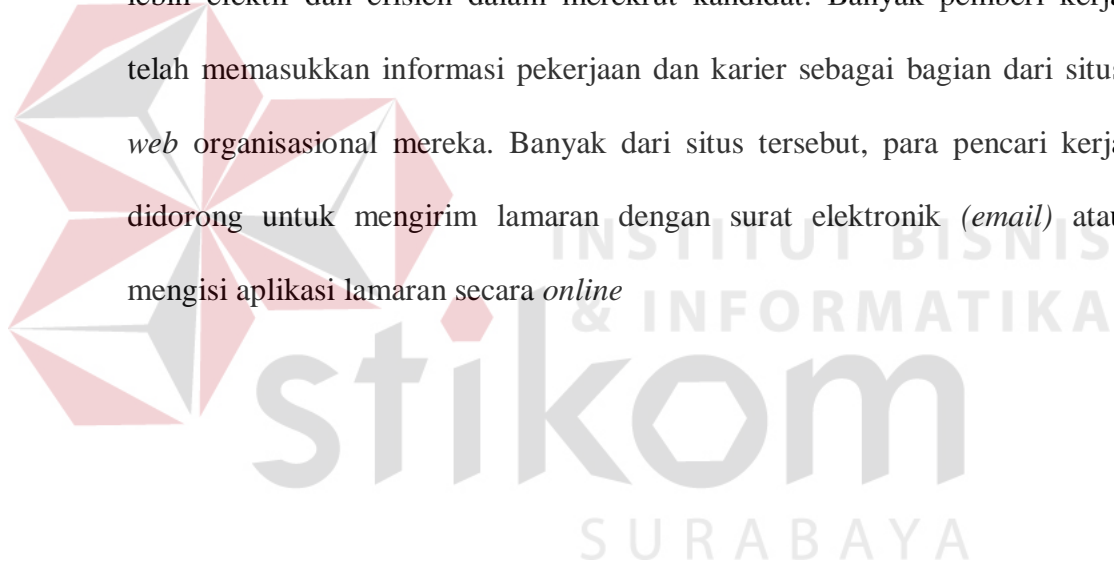 lebih efektif dan efisien dalam merekrut kandidat. Banyak pemberi kerja
telah memasukkan informasi pekerjaan dan karier sebagai bagian dari situs
web organisasional mereka. Banyak dari situs tersebut, para pencari kerja
didorong untuk mengirim lamaran dengan surat elektronik (email) atau
mengisi aplikasi lamaran secara online
INSTITUT BISNIS
& INFORMATIKA
stikom
SURABAYA